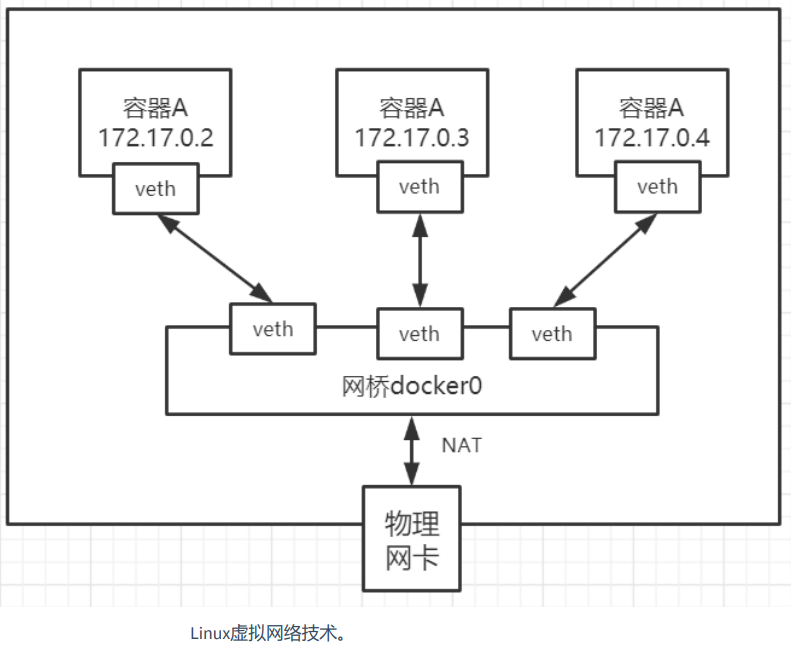 容器A
172.17.0.2
容器A
172.17.0.3
容器A
172.17.0.4
veth
veth
veth
veth
veth
veth
网桥docker0
NAT
物理
网卡
Linux虚拟网络技术。